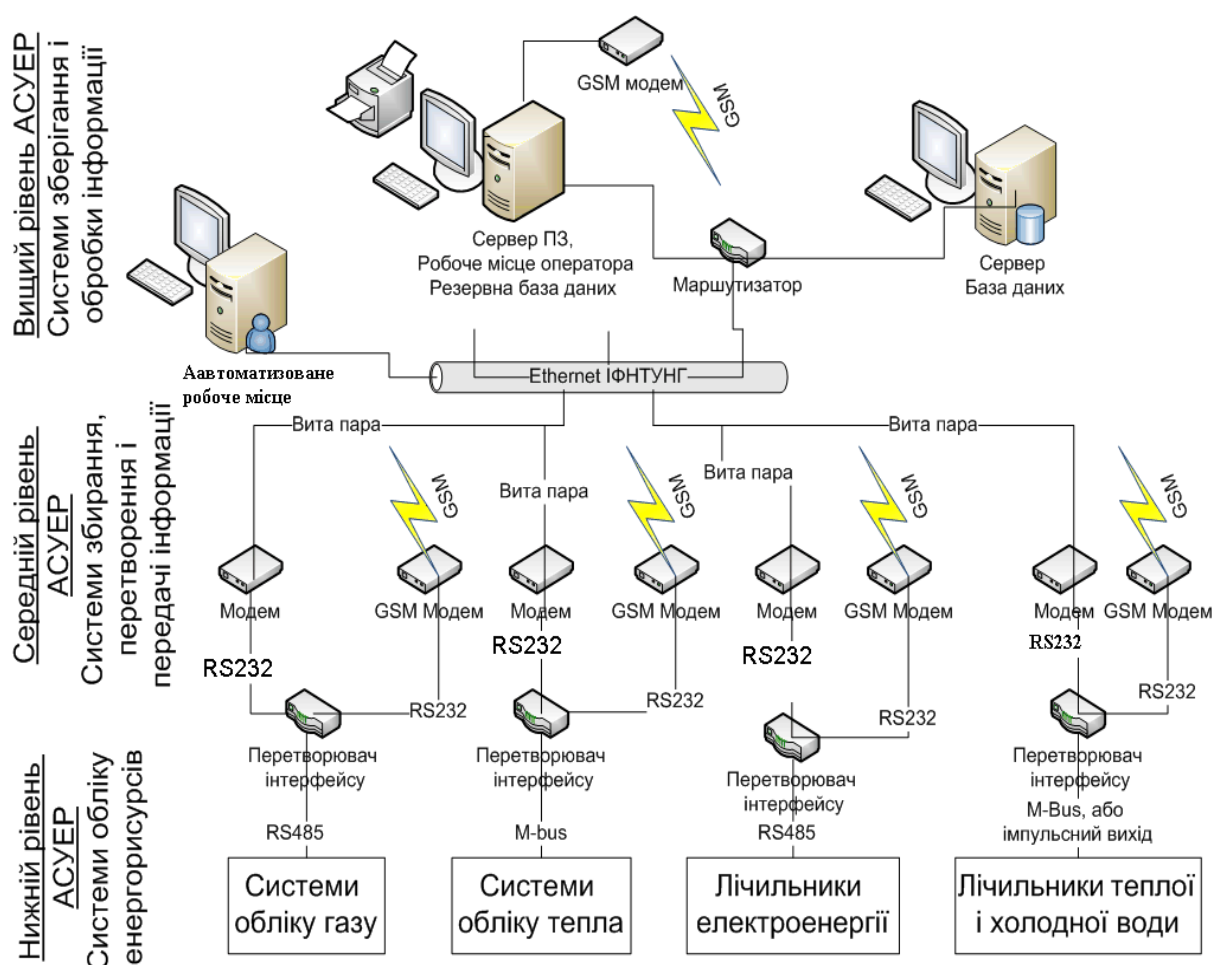 Вищий рівень АСУЕР
Системи зберігання і
обробки інформації
GSM модем
GSM
Сервер ПЗ,
Робоче місце оператора
Резервна база даних
Маршутизатор
Сервер
База даних
Аавтоматизоване
робоче місце
Ethernet ІФНТУНГ
Середній рівень
АСУЕР
Системи збирання,
перетворення і
передачі інформації
Вита пара
Вита пара
Вита пара
Вита пара
GSM
GSM
GSM
GSM
Модем
GSM Модем
Модем
GSM Модем
Модем
GSM Модем
Модем
GSM Модем
RS232
RS232
RS232
RS232
RS232
RS232
RS232
RS232
Перетворювач
інтерфейсу
Перетворювач
інтерфейсу
Перетворювач
інтерфейсу
Перетворювач
інтерфейсу
Нижній рівень
АСУЕР
Системи обліку
енергорисурсів
RS485
M-bus
RS485
M-Bus, або
імпульсний вихід
Системи
обліку газу
Системи
обліку тепла
Лічильники
електроенергії
Лічильники теплої
і холодної води